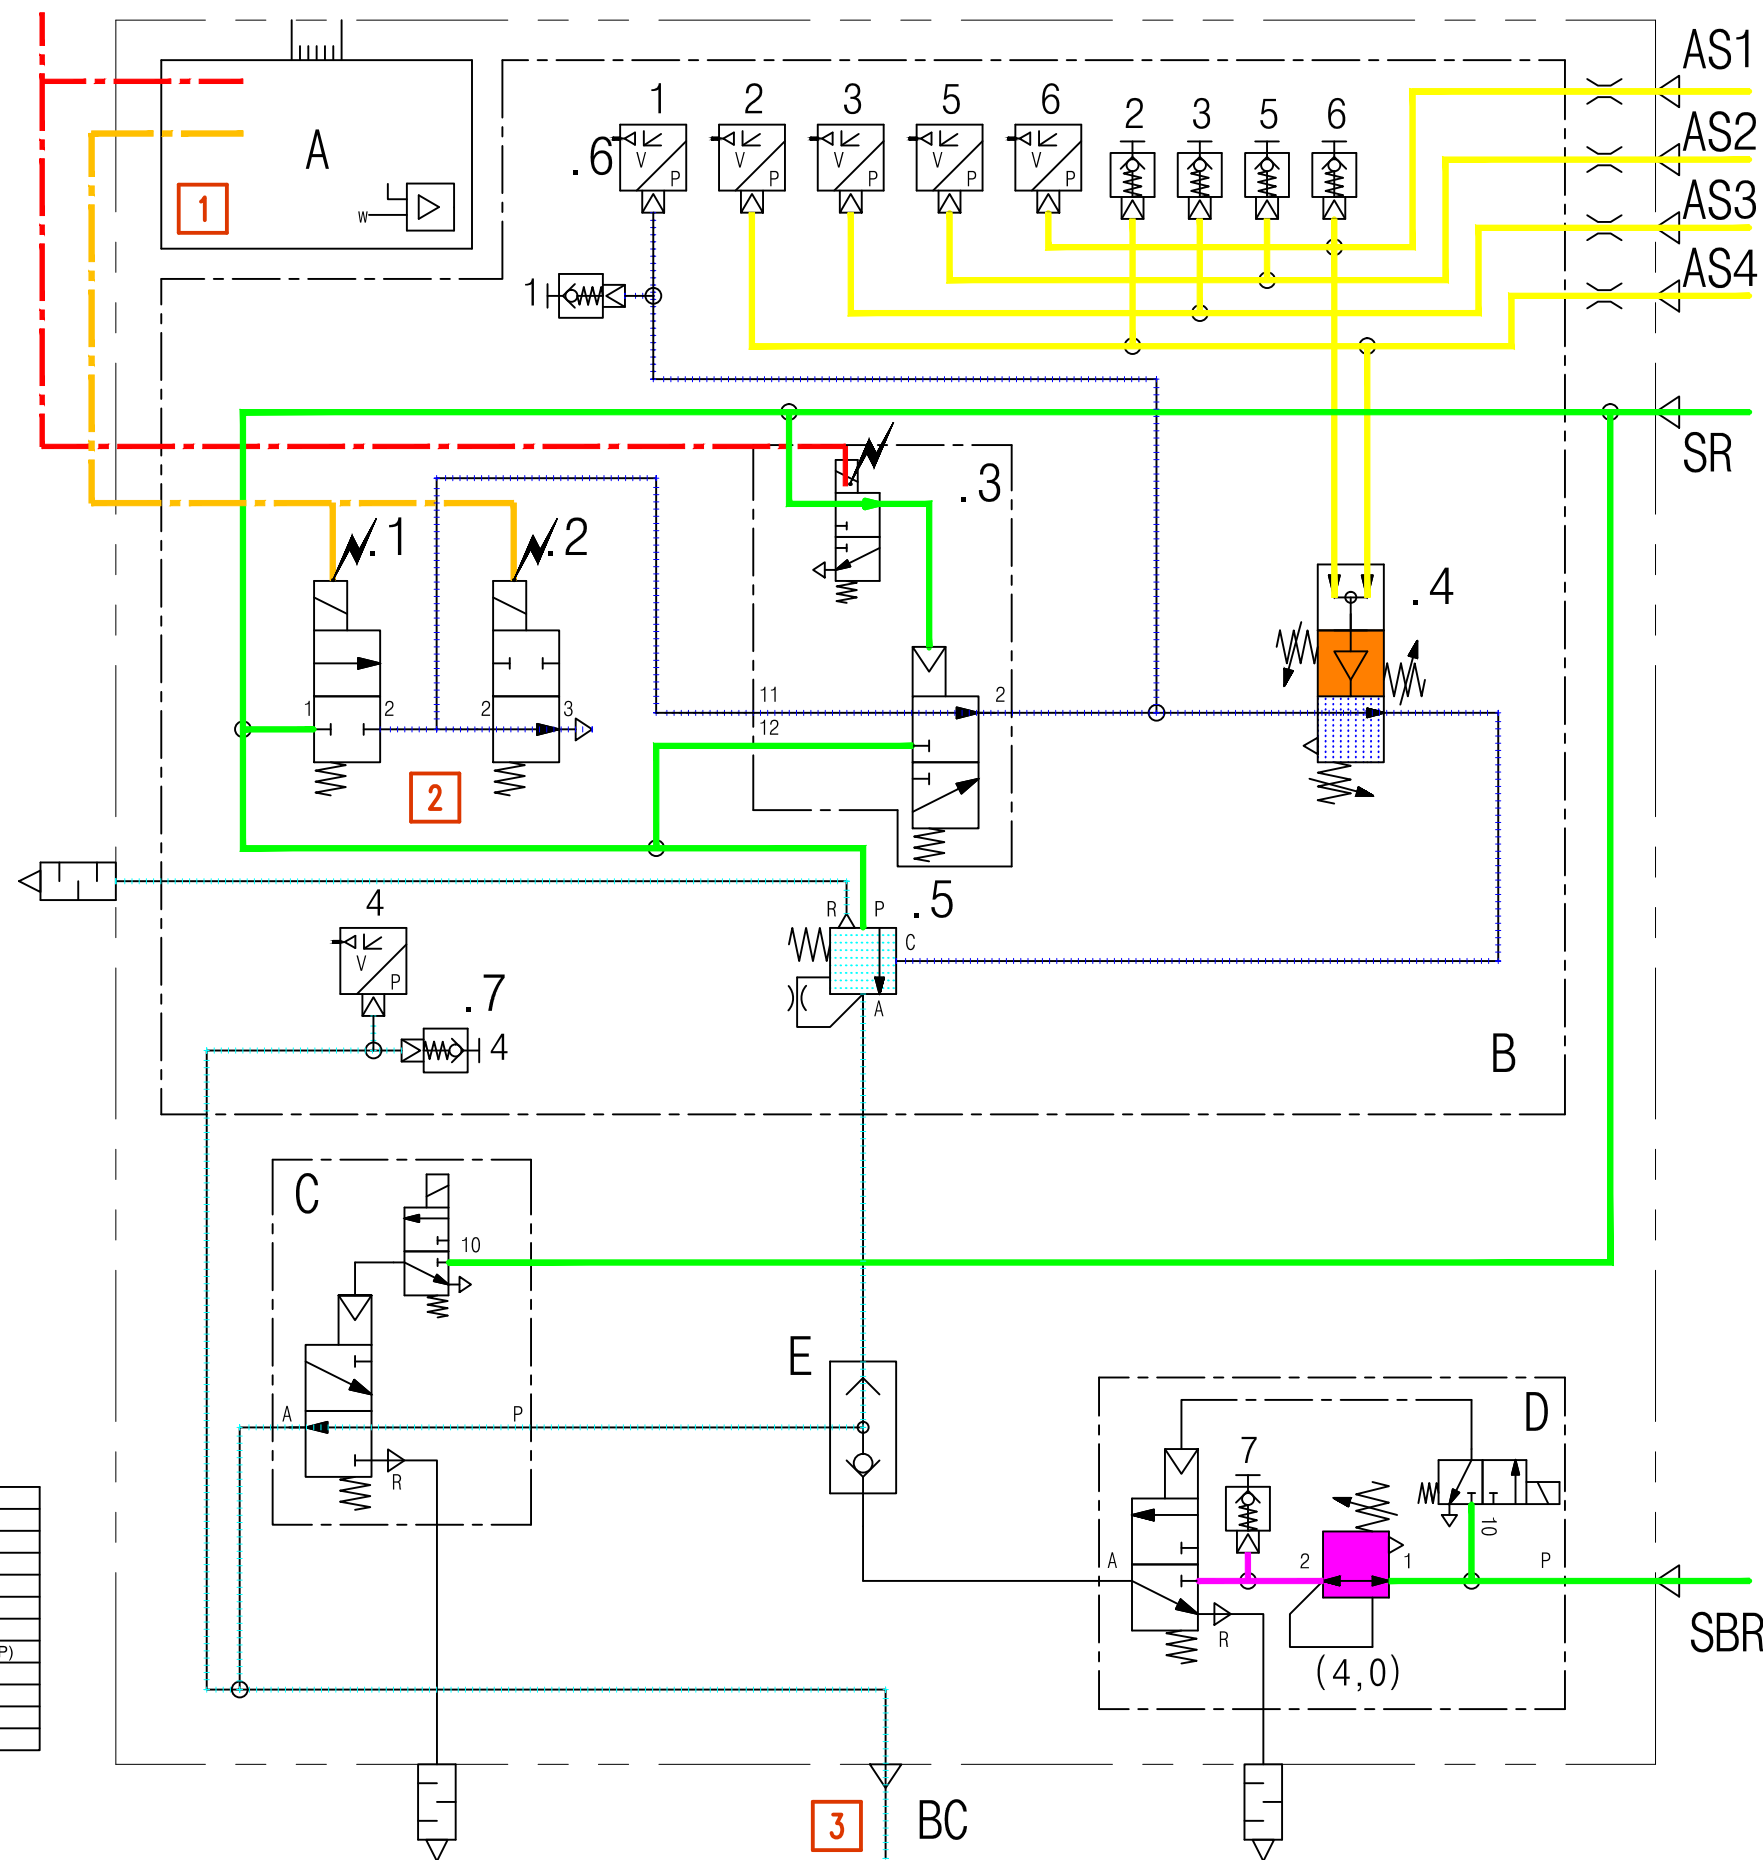 AS1
1 2 3 5 6 2 3 5 6
AS2
.6
V P V P V P V P V P
A
AS3
1
W
AS4
1
SR
.3
.1 .2
.4
11 2
1 2 2 3
12
2
4 R P .5
C
V P
.7 A
4
B
C
10
E
D
A P
7
R
10
A 2 1 P
R
SBR
P)
(4,0)
3 BC